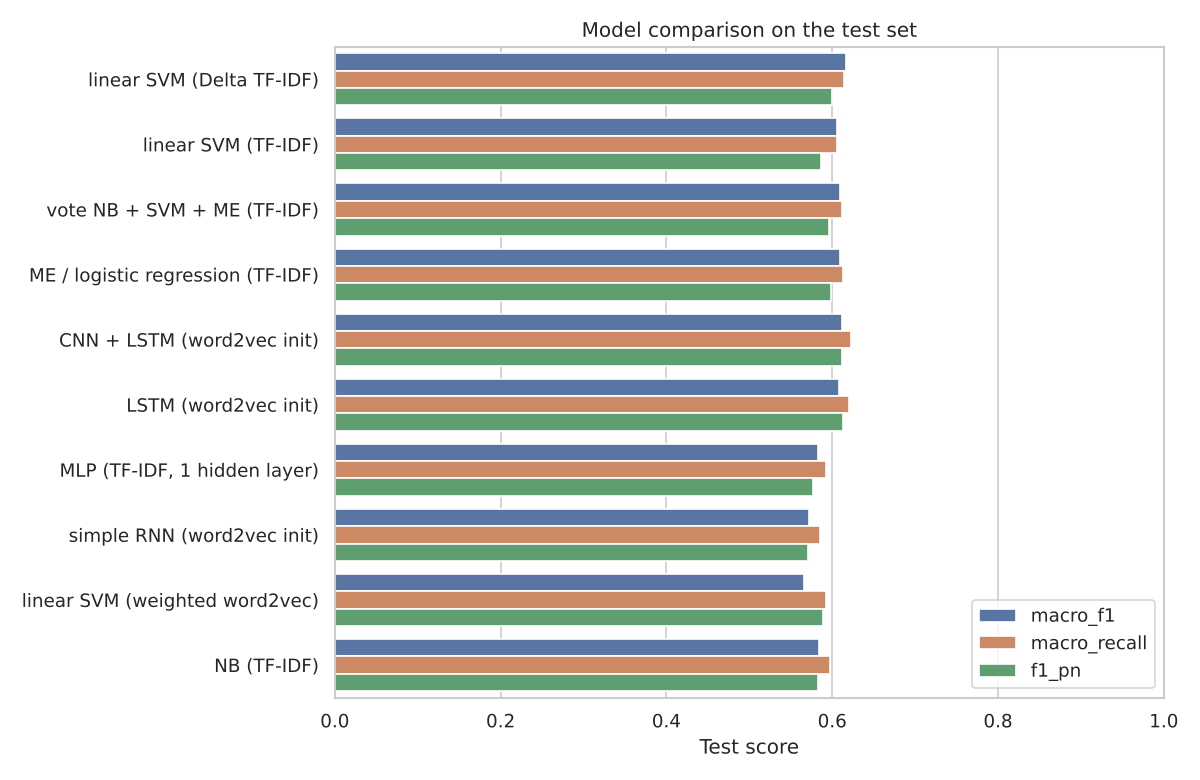 Model comparison on the test set
linear SVM (Delta TF-IDF)
linear SVM (TF-IDF)
vote NB + SVM + ME (TF-IDF)
ME / logistic regression (TF-IDF)
CNN + LSTM (word2vec init)
LSTM (word2vec init)
MLP (TF-IDF, 1 hidden layer)
simple RNN (word2vec init)
linear SVM (weighted word2vec)
NB (TF-IDF)
macro_f1
macro_recall
f1_pn
0.0 0.2 0.4 0.6 0.8 1.0
Test score